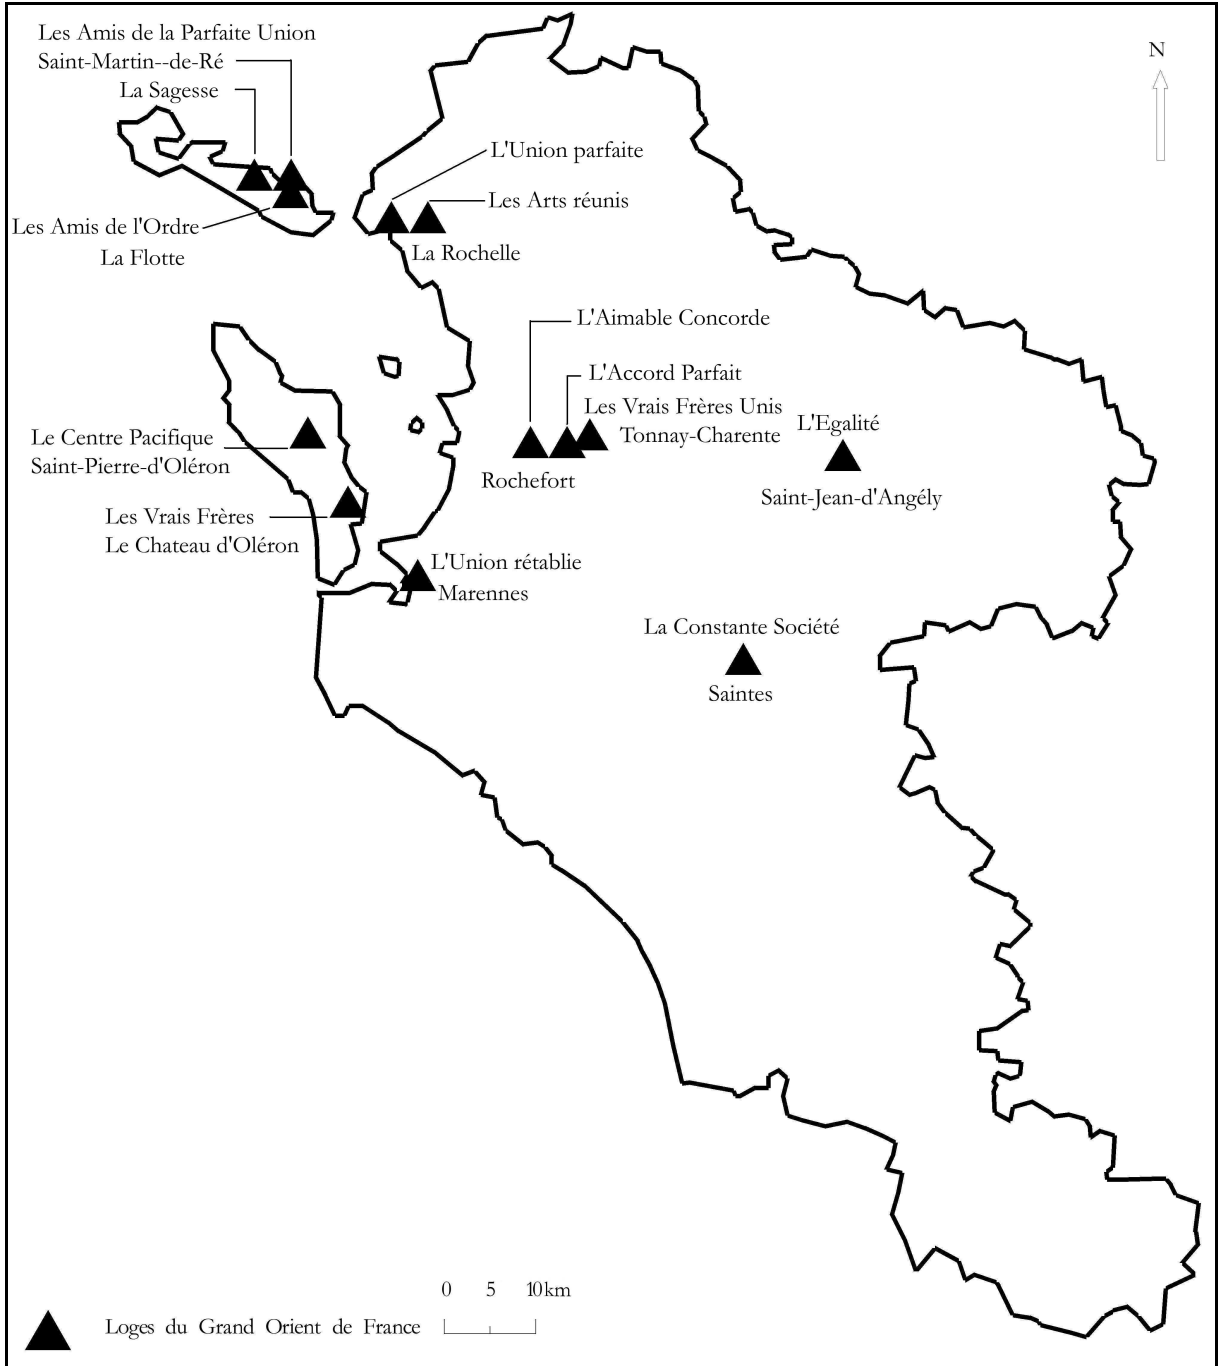 Les Amis de la Parfaite Union
Saint-Martin--de-Ré
La Sagesse
N
L'Union parfaite
Les Arts réunis
Les Amis de l'Ordre
La Flotte
La Rochelle
L'Aimable Concorde
L'Accord Parfait
Les Vrais Frères Unis
Tonnay-Charente
L'Egalité
Le Centre Pacifique
Saint-Pierre-d'Oléron
Rochefort
Saint-Jean-d'Angély
Les Vrais Frères
Le Chateau d'Oléron
L'Union rétablie
Marennes
La Constante Société
Saintes
0 5 10km
Loges du Grand Orient de France